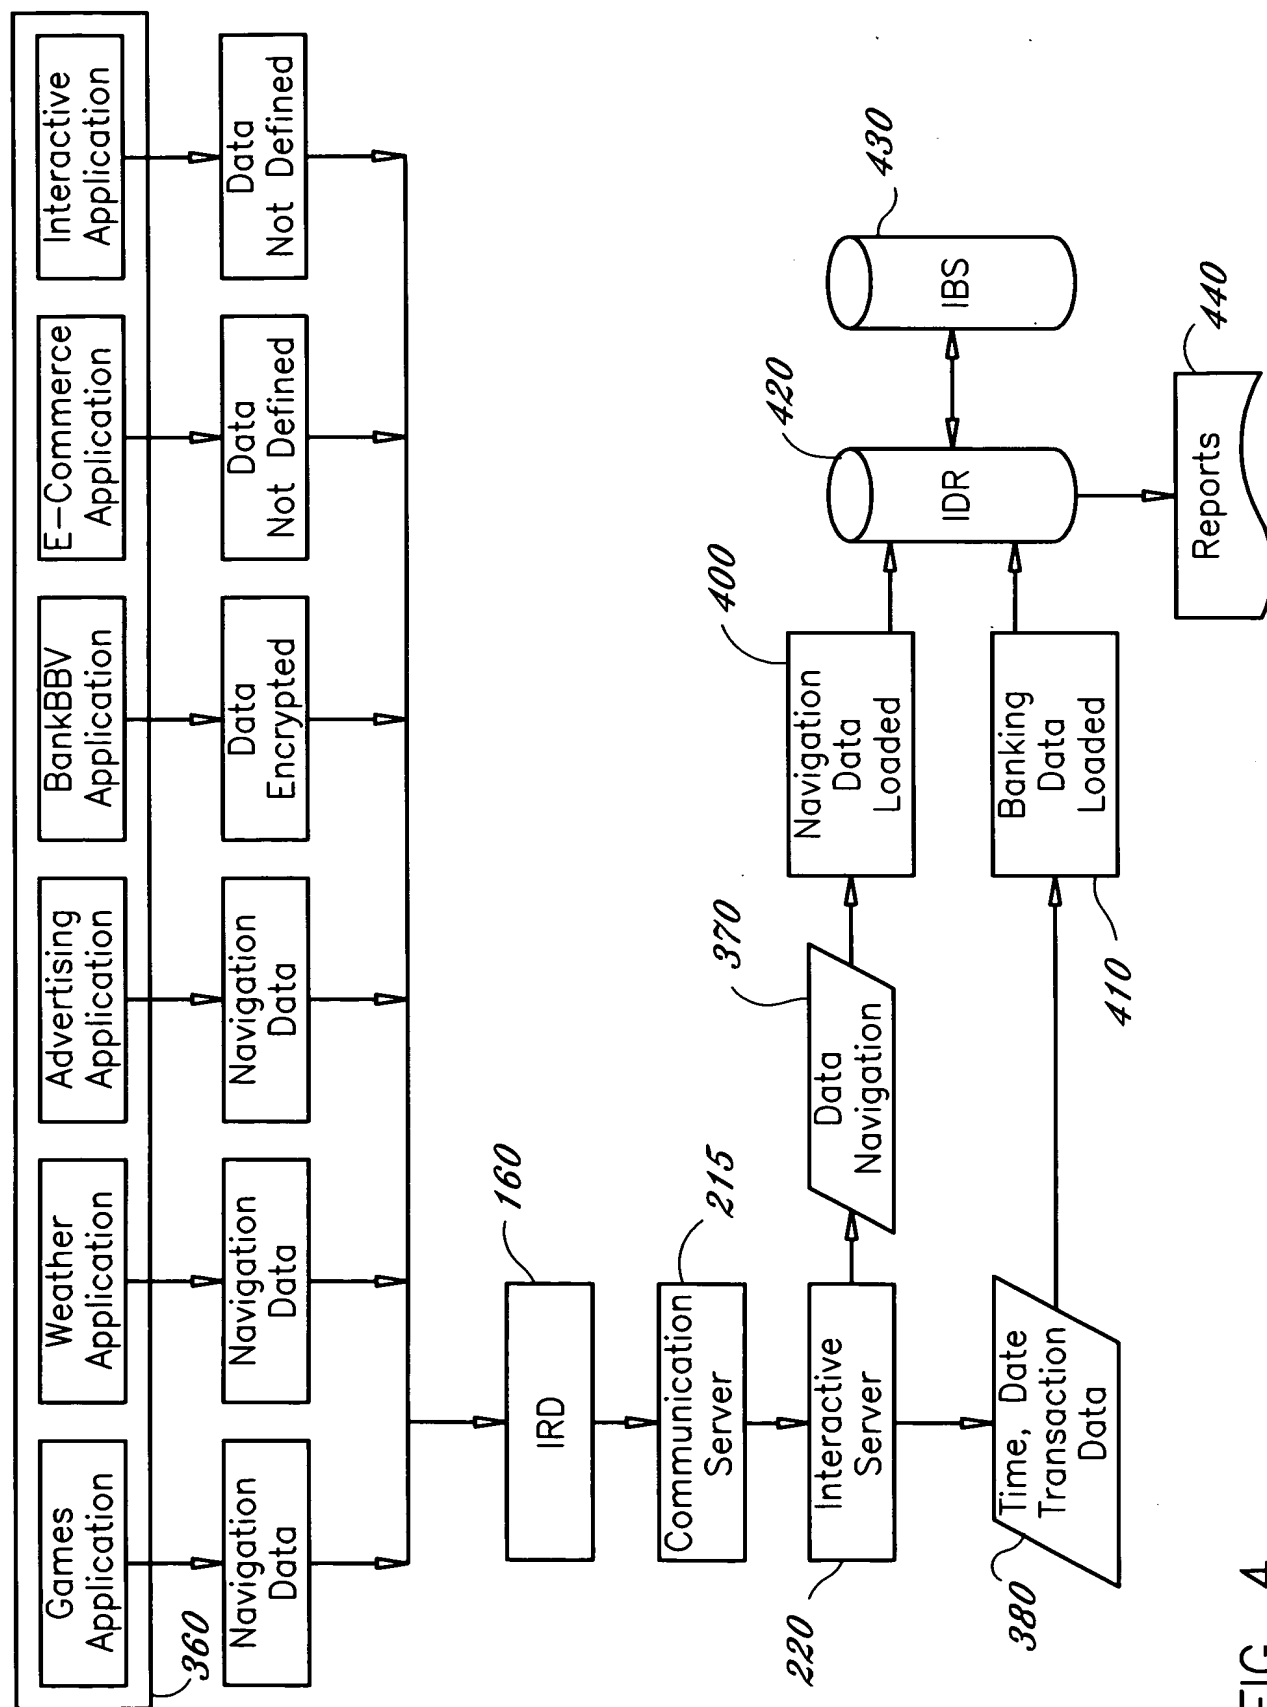 Games
Application
Weather
Application
Advertising
Application
BankBBV
Application
E-Commerce
Application
Interactive
Application
360
Navigation
Data
Navigation
Data
Navigation
Data
Data
Encrypted
Data
Not Defined
Data
Not Defined
IRD
160
Communication
Server
215
Interactive
Server
220
Data
Navigation
370
Navigation
Data
Loaded
400
Time, Date
Transaction
Data
380
Banking
Data
Loaded
410
IDR
420
IBS
430
Reports
440
FIG. 4